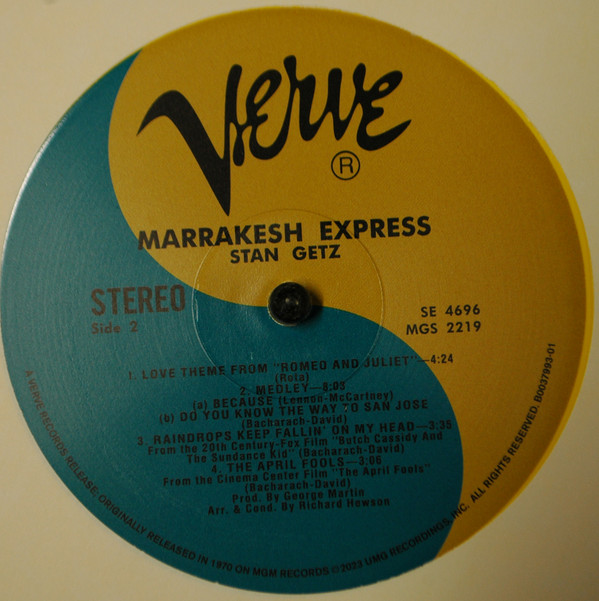 VERVE
®
MARRAKESH EXPRESS
STAN GETZ
STEREO
Side 2
SE 4696
MGS 2219
1. LOVE THEME FROM "ROMEO AND JULIET"—4:24
(Rota)
2. MEDLEY—8:03
(a) BECAUSE (Lennon-McCartney)
(b) DO YOU KNOW THE WAY TO SAN JOSE
(Bacharach-David)
3. RAINDROPS KEEP FALLIN' ON MY HEAD—3:35
From the 20th Century-Fox Film "Butch Cassidy And
The Sundance Kid" (Bacharach-David)
4. THE APRIL FOOLS—3:06
From the Cinema Center Film "The April Fools"
(Bacharach-David)
Prod. By George Martin
Arr. & Cond. By Richard Hewson
A VERVE RECORDS RELEASE; ORIGINALLY RELEASED IN 1970 ON MGM RECORDS ℗ 2023 UMG RECORDINGS, INC. ALL RIGHTS RESERVED. B0037993-01